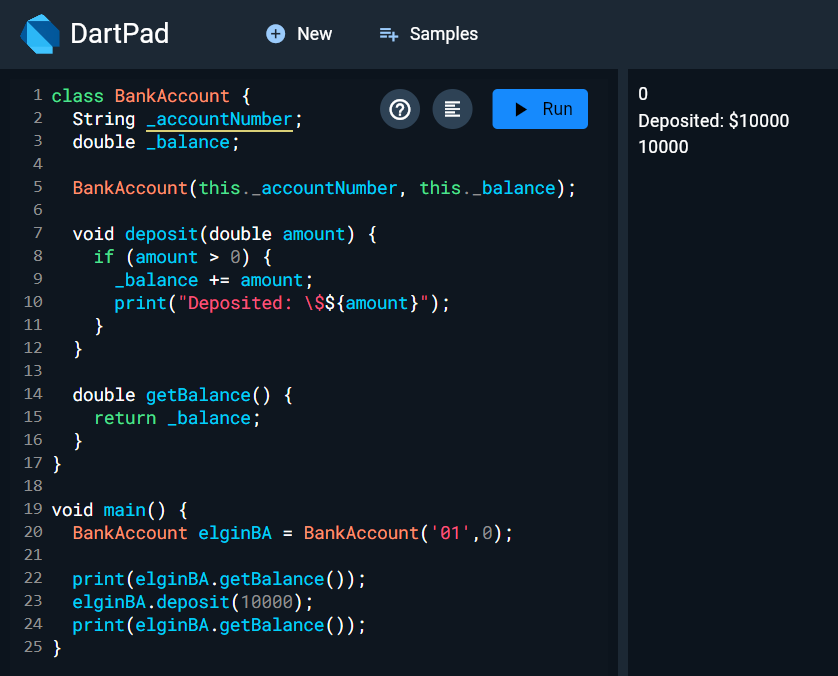 DartPad
New
Samples
1 class BankAccount {
2   String _accountNumber;
3   double _balance;
4
5   BankAccount(this._accountNumber, this._balance);
6
7   void deposit(double amount) {
8     if (amount > 0) {
9       _balance += amount;
10       print("Deposited: \$${amount}");
11     }
12   }
13
14   double getBalance() {
15     return _balance;
16   }
17 }
18
19 void main() {
20   BankAccount elginBA = BankAccount('01',0);
21
22   print(elginBA.getBalance());
23   elginBA.deposit(10000);
24   print(elginBA.getBalance());
25 }
Run
0
Deposited: $10000
10000